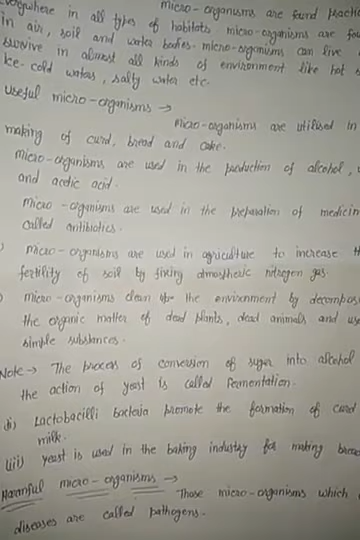 micro-organisms are found practic
everywhere in all types of habitats, micro-organisms are fou
in air, soil and water bodies. micro-organisms can live
survive in almost all kinds of environment like hot s
ice-cold waters, salty water etc.
useful micro-organisms →
micro-organisms are utilised in
making of curd, bread and cake.
micro-organisms are used in the production of alcohol,
and acetic acid.
micro-organisms are used in the preparation of medicin
called antibiotics.
micro-organisms are used in agriculture to increase th
fertility of soil by fixing atmospheric nitrogen gas.
micro-organisms clean up the environment by decompos
the organic matter of dead plants, dead animals and
simple substances.
Note → The process of conversion of sugar into alcohol
the action of yeast is called fermentation.
ii) Lactobacilli bacteria promote the formation of curd
milk.
iii) yeast is used in the baking industry for making brea
Harmful micro-organisms →
Those micro-organisms which
diseases are called pathogens.